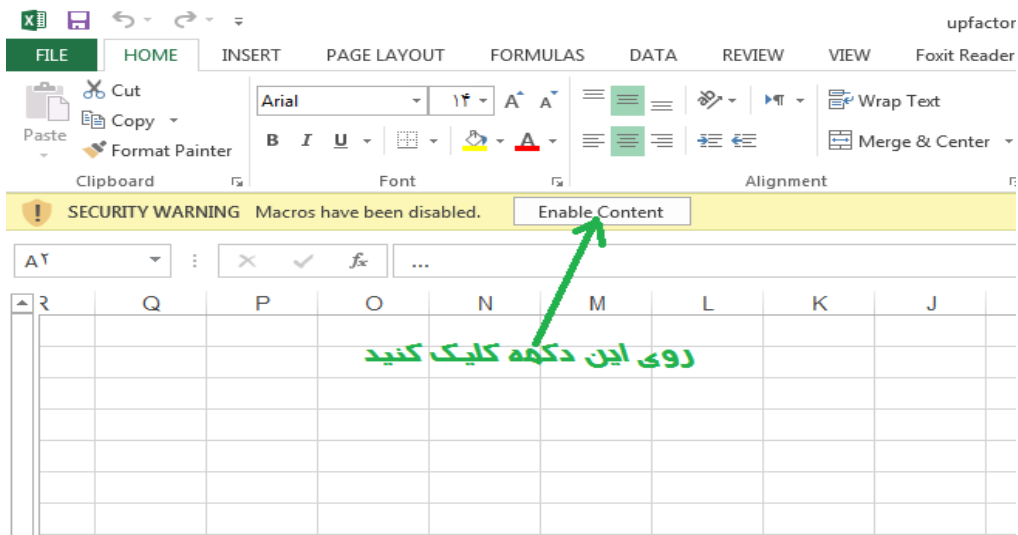 upfactor
FILE HOME INSERT PAGE LAYOUT FORMULAS DATA REVIEW VIEW Foxit Reader
Cut
Arial ۱۴ A A Wrap Text
Paste Copy
B I U A Merge & Center
Format Painter
Clipboard Font Alignment
SECURITY WARNING Macros have been disabled. Enable Content
A۲ fx ...
R Q P O N M L K J
روی این دکمه کلیک کنید